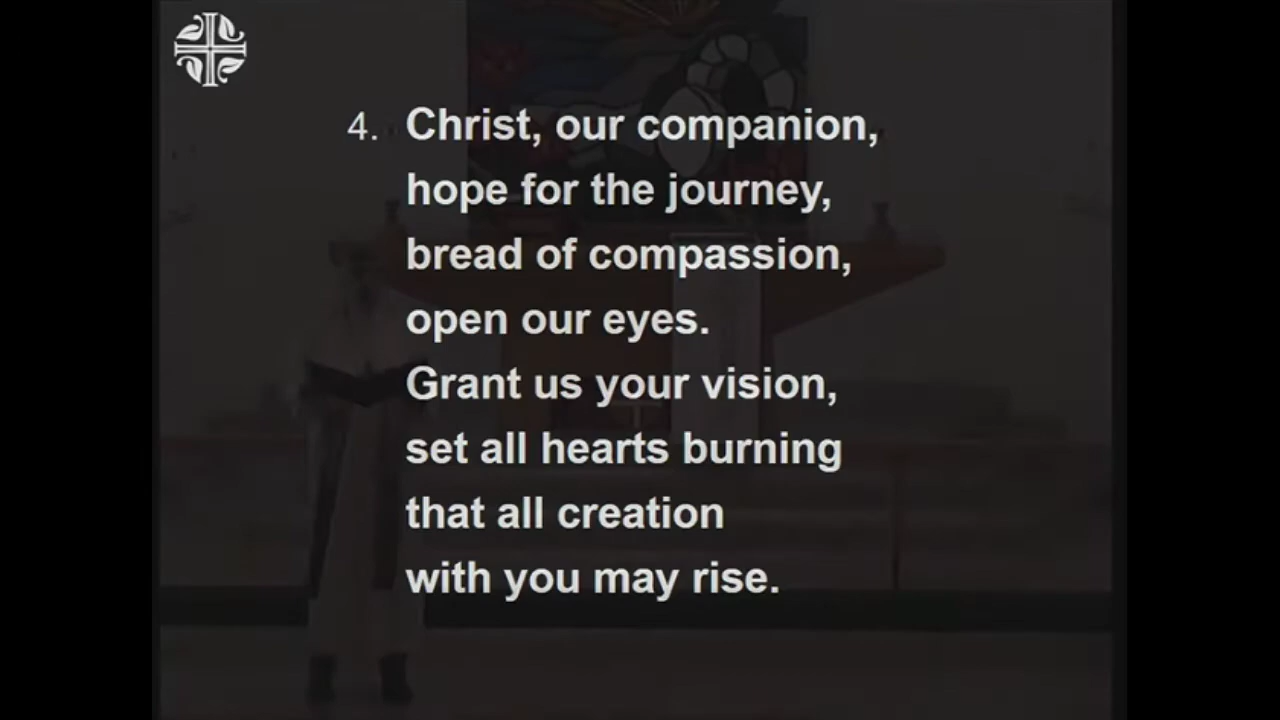 4. Christ, our companion,
hope for the journey,
bread of compassion,
open our eyes.
Grant us your vision,
set all hearts burning
that all creation
with you may rise.